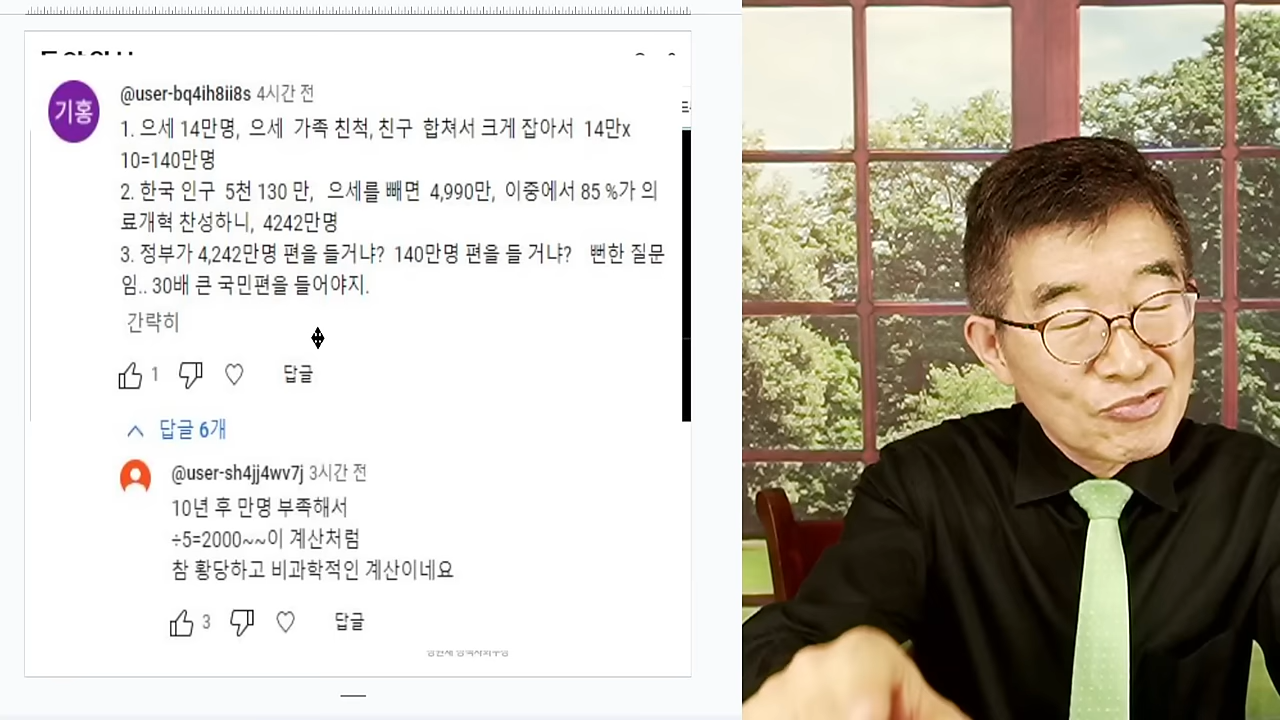 기홍
@user-bq4ih8ii8s 4시간 전
1. 으세 14만명, 으세 가족 친척, 친구 합쳐서 크게 잡아서 14만x
10=140만명
2. 한국 인구 5천 130 만, 으세를 빼면 4,990만, 이중에서 85 %가 의
료개혁 찬성하니, 4242만명
3. 정부가 4,242만명 편을 들거냐? 140만명 편을 들 거냐? 뻔한 질문
임.. 30배 큰 국민편을 들어야지.
간략히
1
답글
답글 6개
@user-sh4jj4wv7j 3시간 전
10년 후 만명 부족해서
÷5=2000~~이 계산처럼
참 황당하고 비과학적인 계산이네요
3
답글